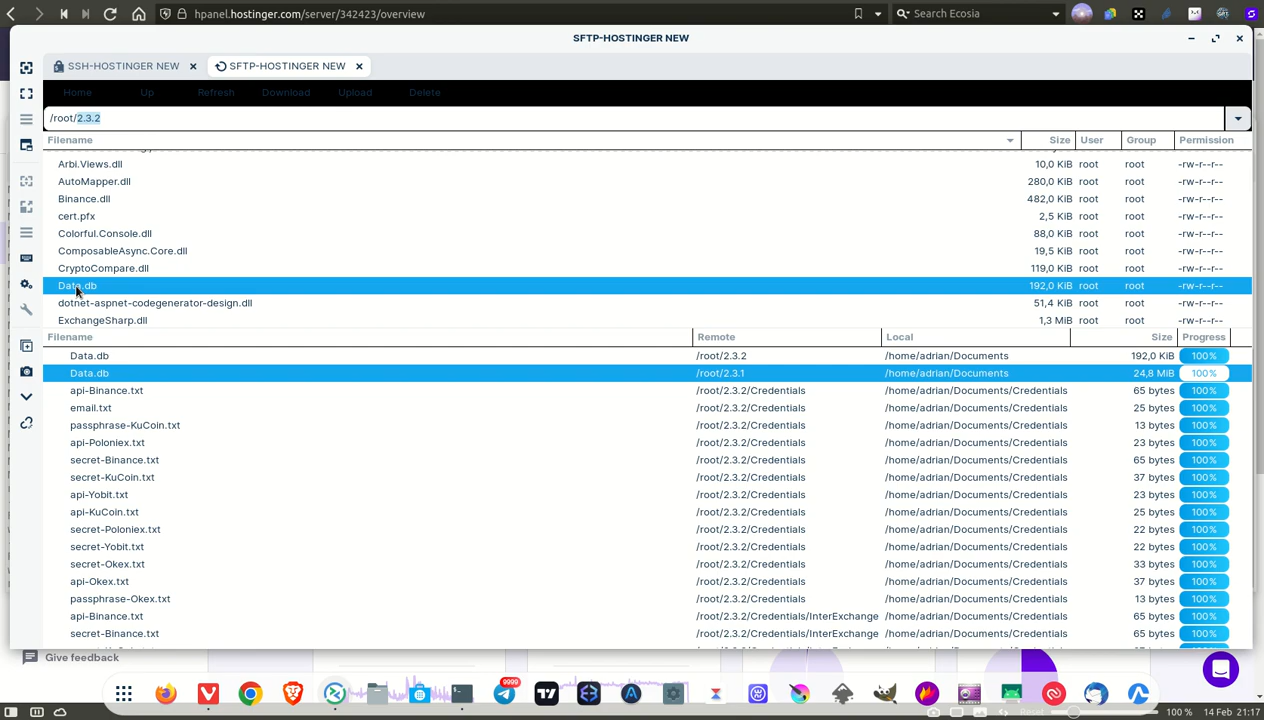 hpanel.hostinger.com/server/342423/overview
Search Ecosia
SFTP-HOSTINGER NEW
SSH-HOSTINGER NEW
SFTP-HOSTINGER NEW
Home Up Refresh Download Upload Delete
/root/2.3.2
Filename Size User Group Permission
Arbi.Views.dll 10,0 KiB root root -rw-r--r--
AutoMapper.dll 280,0 KiB root root -rw-r--r--
Binance.dll 482,0 KiB root root -rw-r--r--
cert.pfx 2,5 KiB root root -rw-r--r--
Colorful.Console.dll 88,0 KiB root root -rw-r--r--
ComposableAsync.Core.dll 19,5 KiB root root -rw-r--r--
CryptoCompare.dll 119,0 KiB root root -rw-r--r--
Data.db 192,0 KiB root root -rw-r--r--
dotnet-aspnet-codegenerator-design.dll 51,4 KiB root root -rw-r--r--
ExchangeSharp.dll 1,3 MiB root root -rw-r--r--
Filename Remote Local Size Progress
Data.db /root/2.3.2 /home/adrian/Documents 192,0 KiB 100%
Data.db /root/2.3.1 /home/adrian/Documents 24,8 MiB 100%
api-Binance.txt /root/2.3.2/Credentials /home/adrian/Documents/Credentials 65 bytes 100%
email.txt /root/2.3.2/Credentials /home/adrian/Documents/Credentials 25 bytes 100%
passphrase-KuCoin.txt /root/2.3.2/Credentials /home/adrian/Documents/Credentials 13 bytes 100%
api-Poloniex.txt /root/2.3.2/Credentials /home/adrian/Documents/Credentials 23 bytes 100%
secret-Binance.txt /root/2.3.2/Credentials /home/adrian/Documents/Credentials 65 bytes 100%
secret-KuCoin.txt /root/2.3.2/Credentials /home/adrian/Documents/Credentials 37 bytes 100%
api-Yobit.txt /root/2.3.2/Credentials /home/adrian/Documents/Credentials 23 bytes 100%
api-KuCoin.txt /root/2.3.2/Credentials /home/adrian/Documents/Credentials 25 bytes 100%
secret-Poloniex.txt /root/2.3.2/Credentials /home/adrian/Documents/Credentials 22 bytes 100%
secret-Yobit.txt /root/2.3.2/Credentials /home/adrian/Documents/Credentials 22 bytes 100%
secret-Okex.txt /root/2.3.2/Credentials /home/adrian/Documents/Credentials 33 bytes 100%
api-Okex.txt /root/2.3.2/Credentials /home/adrian/Documents/Credentials 37 bytes 100%
passphrase-Okex.txt /root/2.3.2/Credentials /home/adrian/Documents/Credentials 13 bytes 100%
api-Binance.txt /root/2.3.2/Credentials/InterExchange /home/adrian/Documents/Credentials 65 bytes 100%
secret-Binance.txt /root/2.3.2/Credentials/InterExchange /home/adrian/Documents/Credentials 65 bytes 100%
Give feedback
9999
Reset 100 % 14 Feb 21:17